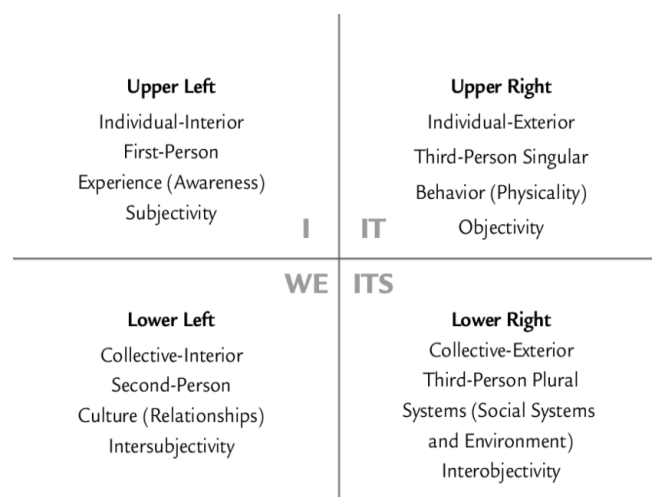 Upper Left
Individual-Interior
First-Person
Experience (Awareness)
Subjectivity
I
Upper Right
Individual-Exterior
Third-Person Singular
Behavior (Physicality)
Objectivity
IT
WE
Lower Left
Collective-Interior
Second-Person
Culture (Relationships)
Intersubjectivity
ITS
Lower Right
Collective-Exterior
Third-Person Plural
Systems (Social Systems
and Environment)
Interobjectivity